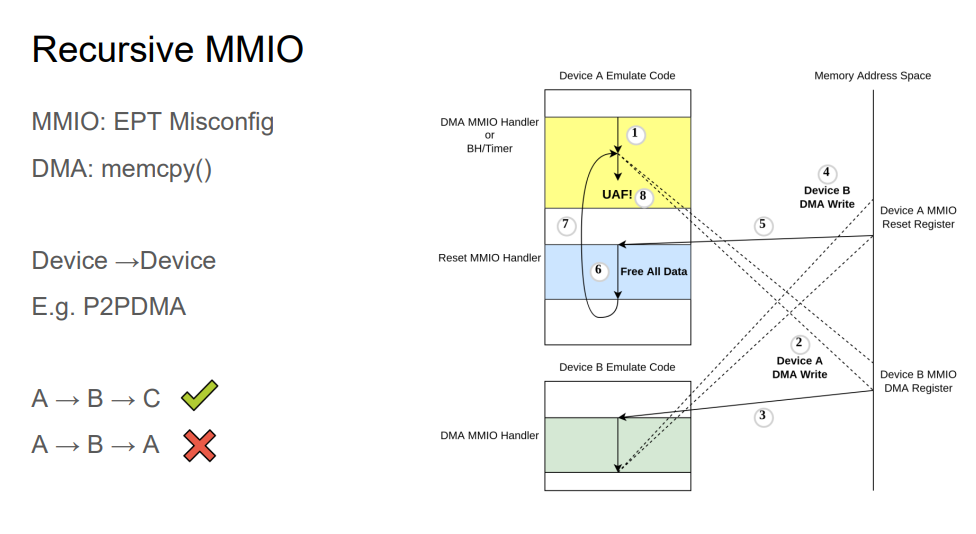 Recursive MMIO
MMIO: EPT Misconfig
DMA: memcpy()
Device →Device
E.g. P2PDMA
A → B → C
A → B → A
Device A Emulate Code
Memory Address Space
DMA MMIO Handler
or
BH/Timer
1
UAF!
8
4
Device B
DMA Write
Device A MMIO
Reset Register
7
5
Reset MMIO Handler
6
Free All Data
2
Device A
DMA Write
Device B Emulate Code
Device B MMIO
DMA Register
3
DMA MMIO Handler